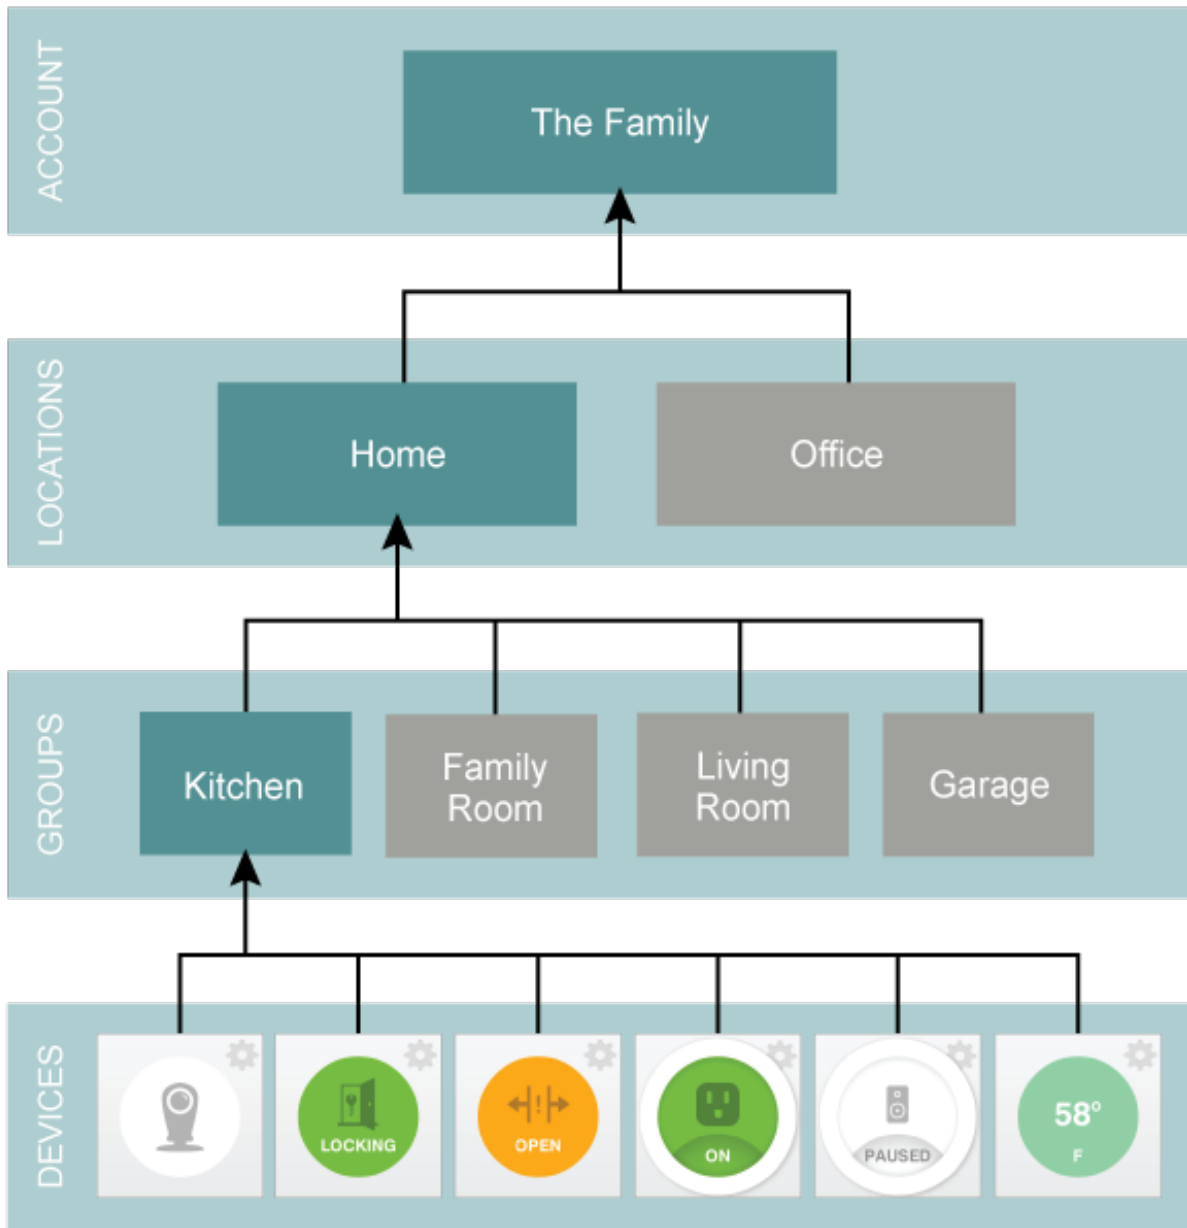 ACCOUNT
The Family
LOCATIONS
Home
Office
GROUPS
Kitchen
Family
Room
Living
Room
Garage
DEVICES
LOCKING
!
OPEN
ON
PAUSED
58°
F